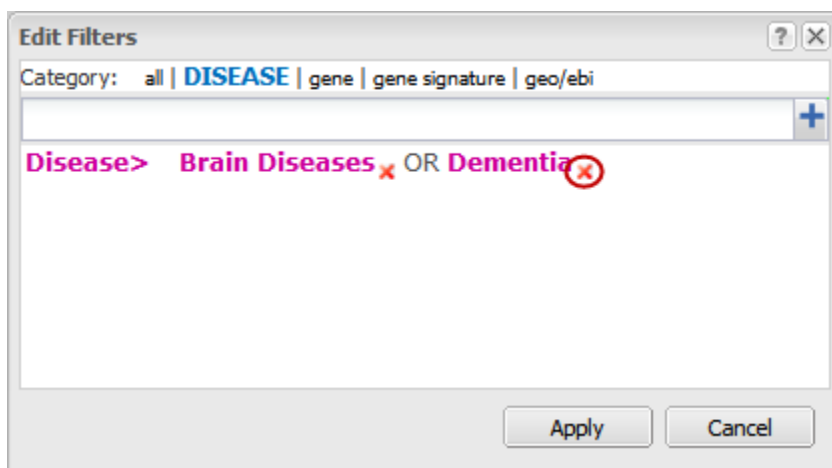 Edit Filters
Category: all | DISEASE | gene | gene signature | geo/ebi
Disease> Brain Diseases OR Dementia
Apply Cancel